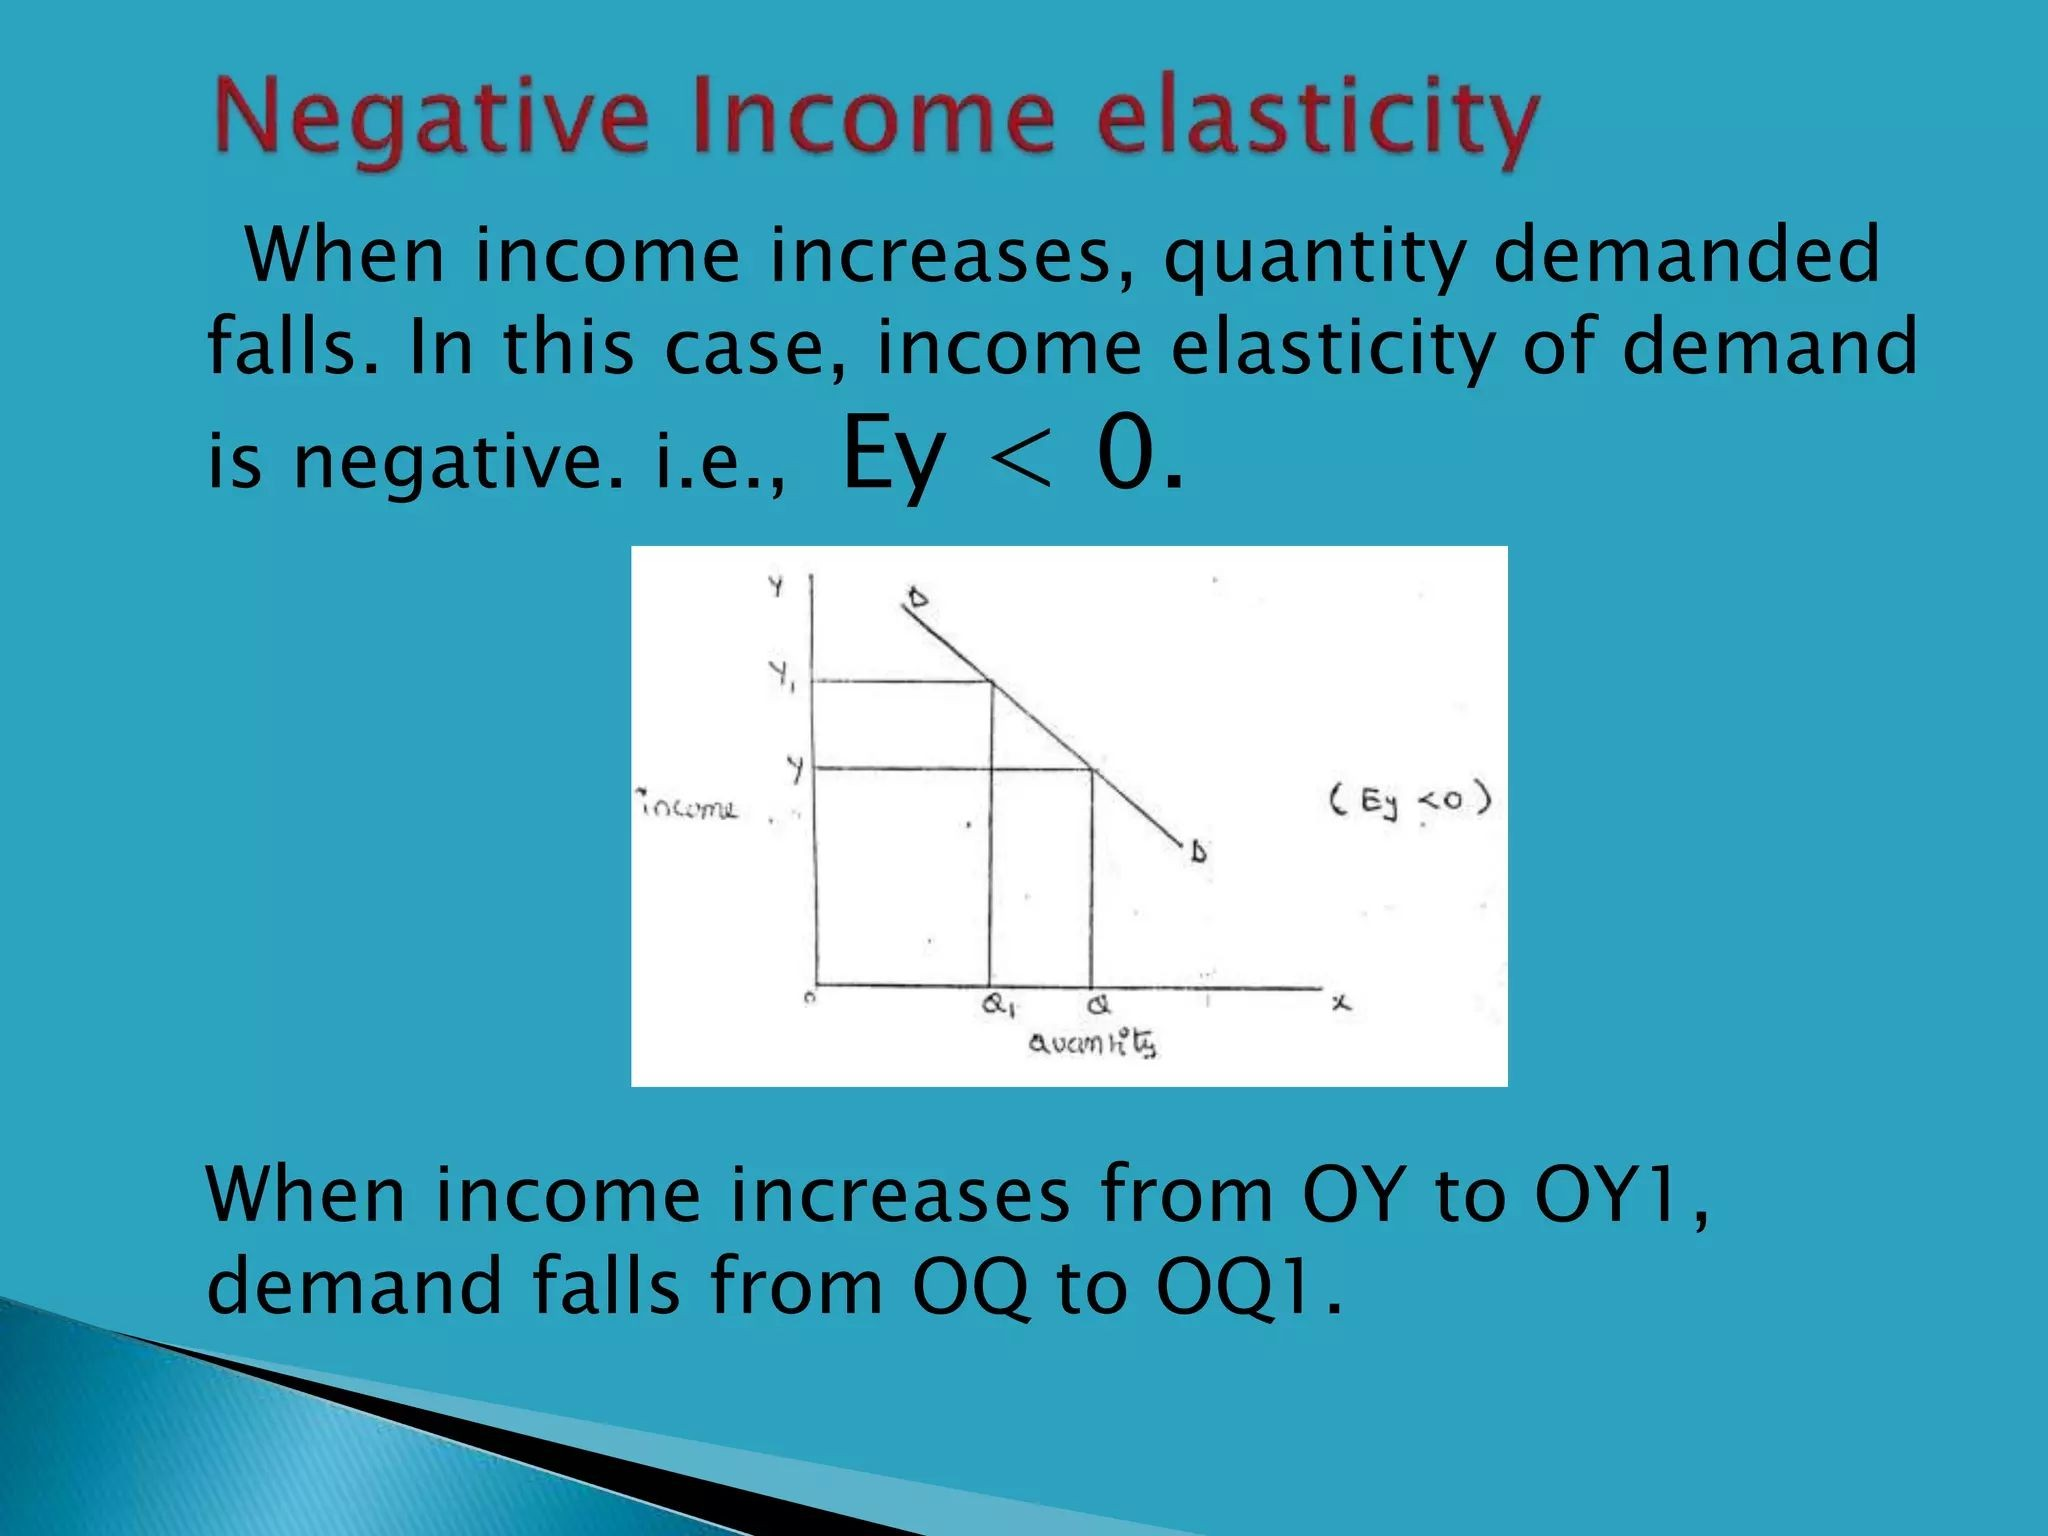 Negative Income elasticity
When income increases, quantity demanded
falls. In this case, income elasticity of demand
is negative. i.e., Ey < 0.
Y
D
Y1
Y
income
(Ey <0)
D
0
Q1
Q
x
Quantity
When income increases from OY to OY1,
demand falls from OQ to OQ1.